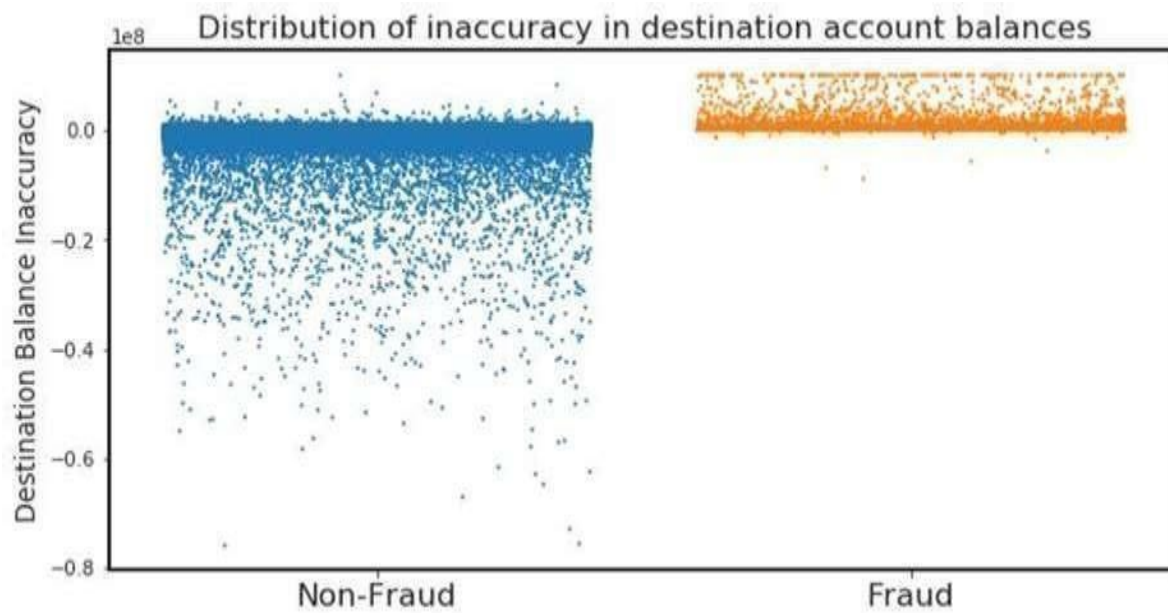 Distribution of inaccuracy in destination account balances
1e8
Destination Balance Inaccuracy
0.0
−0.2
−0.4
−0.6
−0.8
Non-Fraud
Fraud